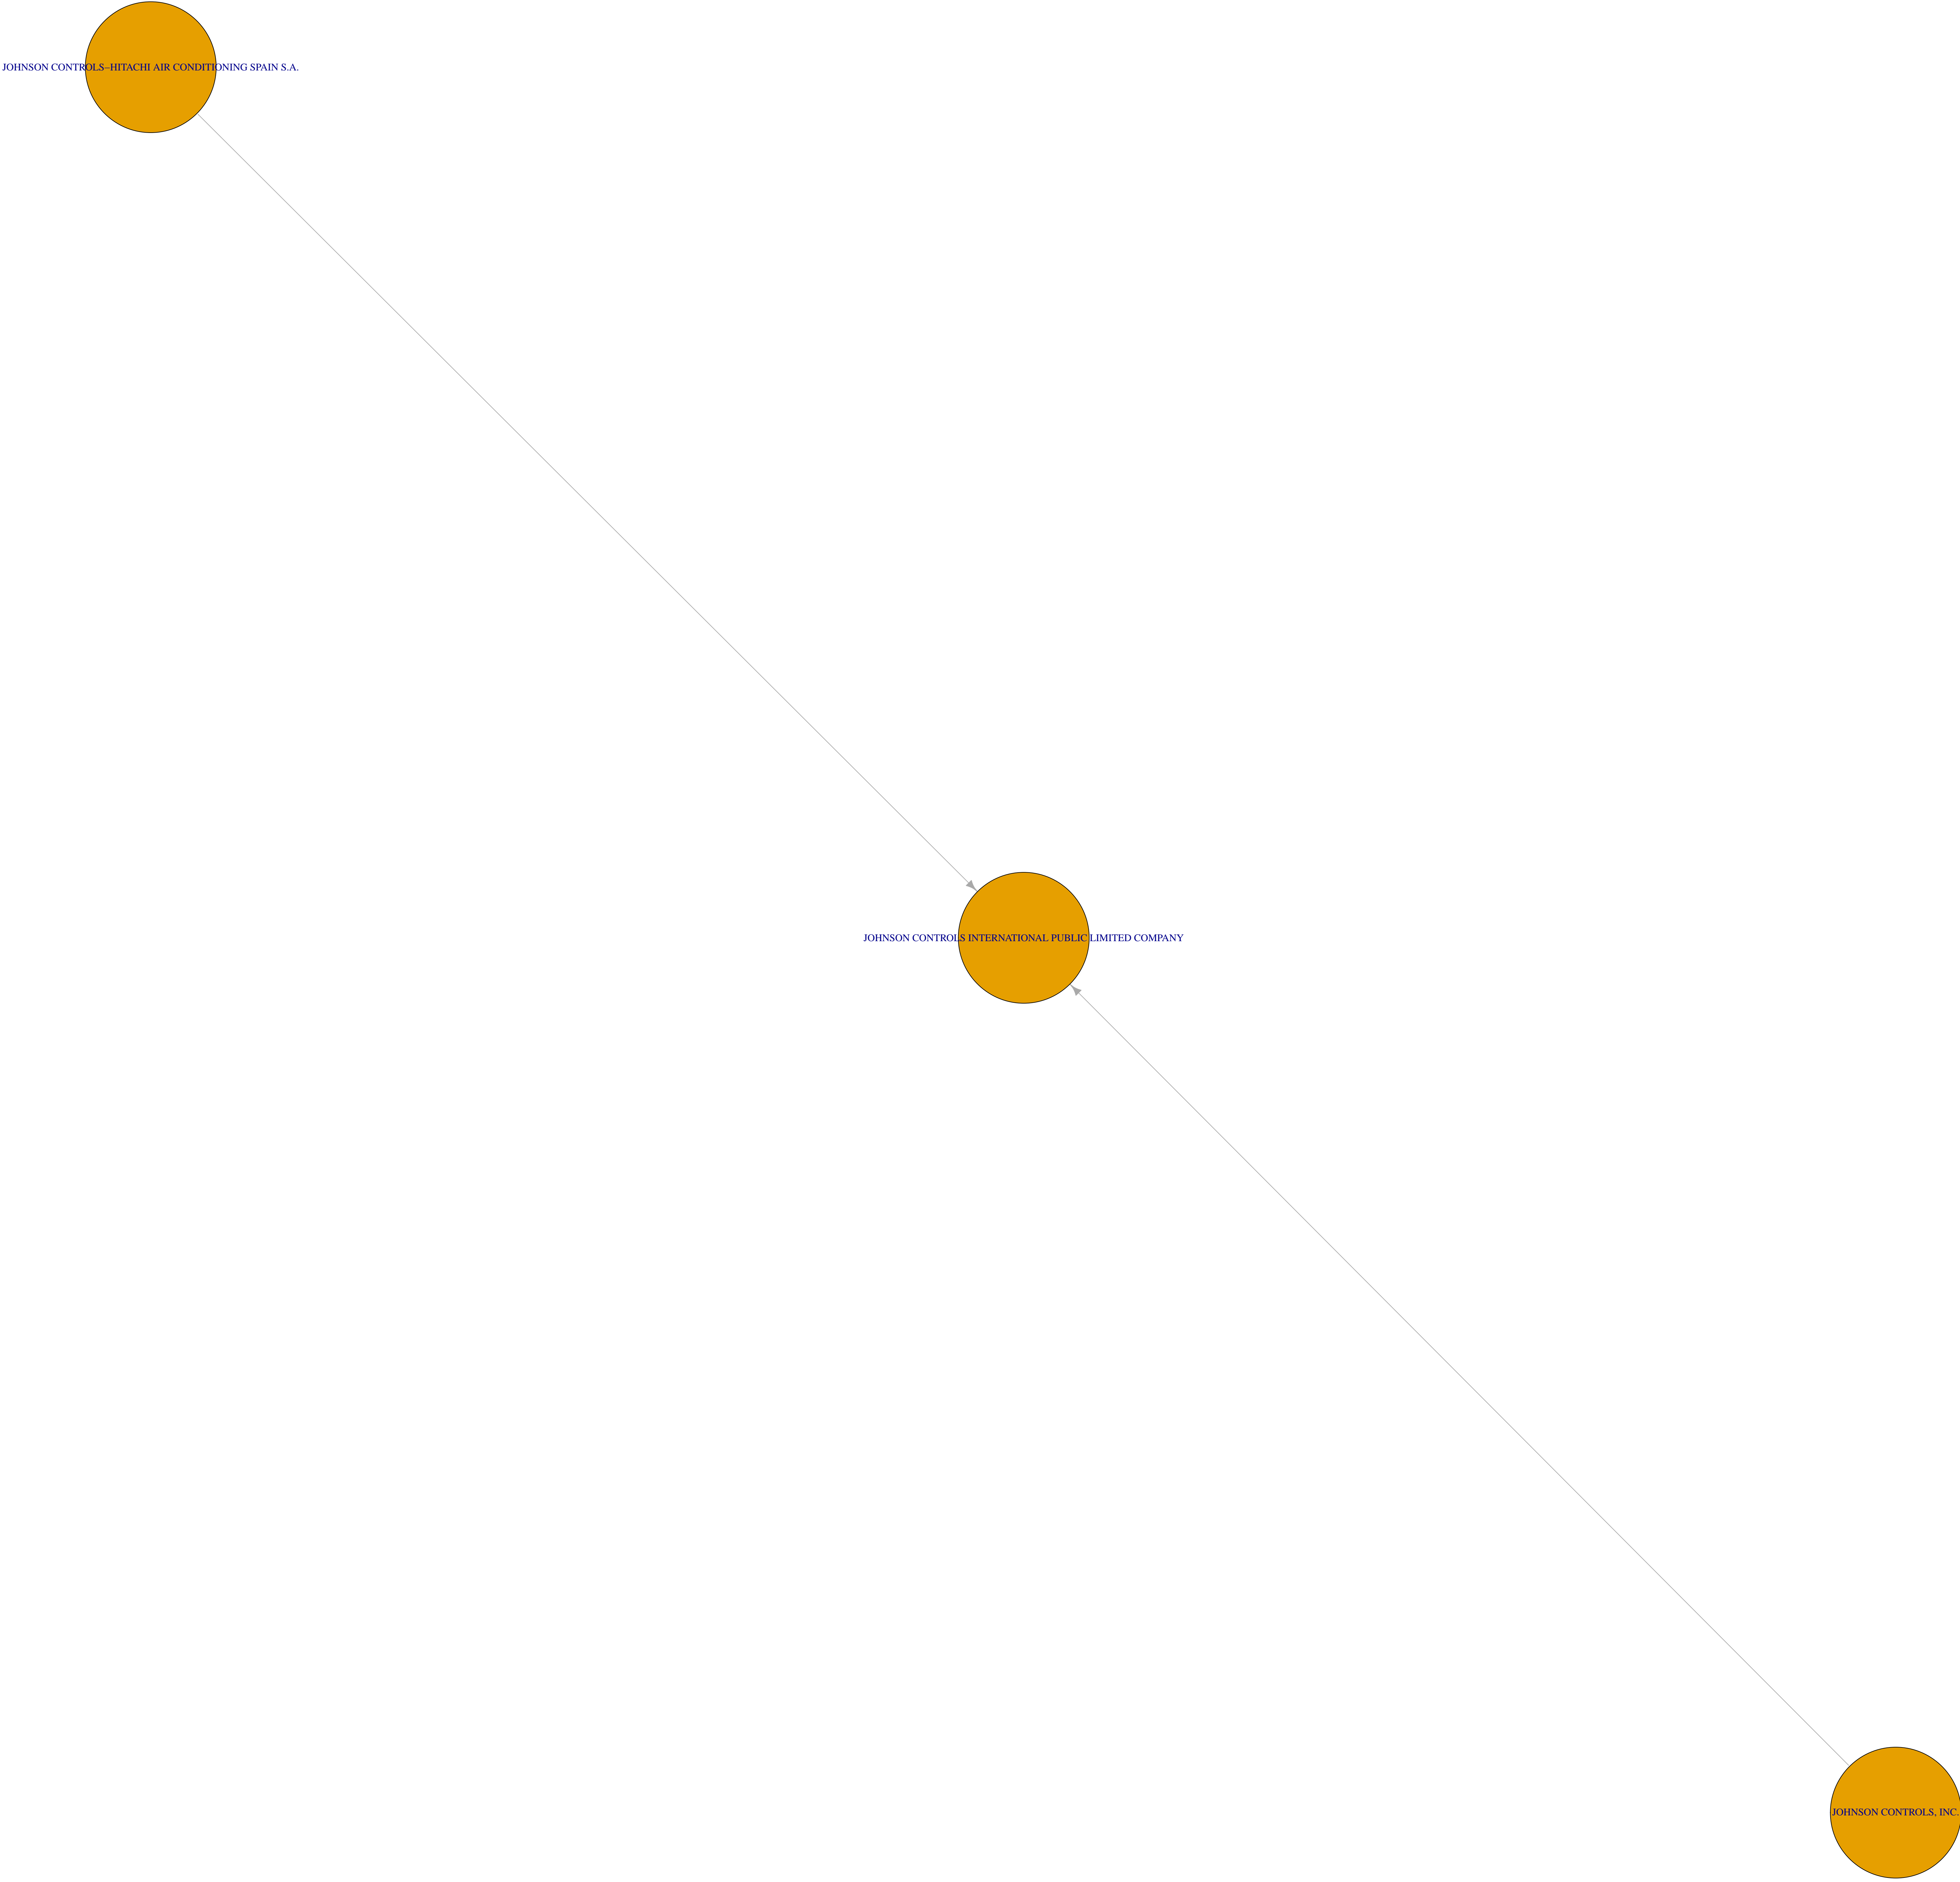 JOHNSON CONTROLS–HITACHI AIR CONDITIONING SPAIN S.A.
JOHNSON CONTROLS INTERNATIONAL PUBLIC LIMITED COMPANY
JOHNSON CONTROLS, INC.